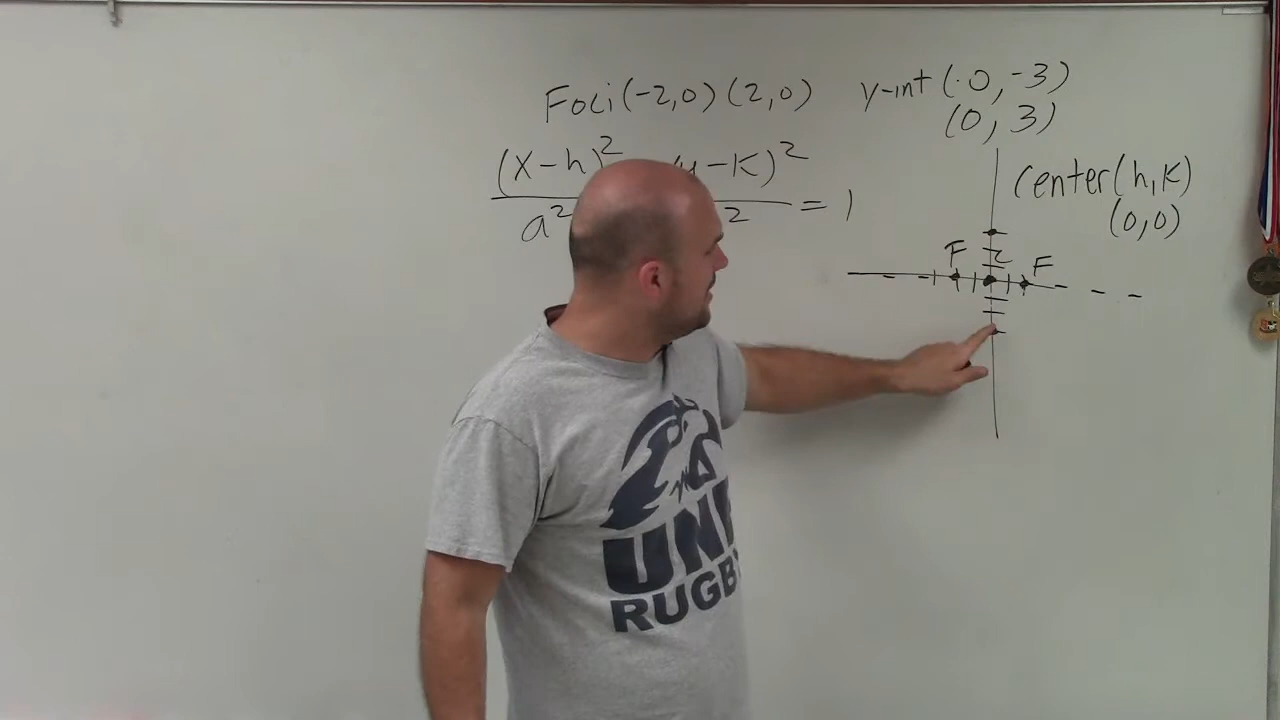 Foci (-2,0) (2,0) y-int (0,-3)
(0, 3)
(x-h)² (y-k)²
a² ² = 1
center (h,k)
(0,0)
F c F
UNI
RUGBY